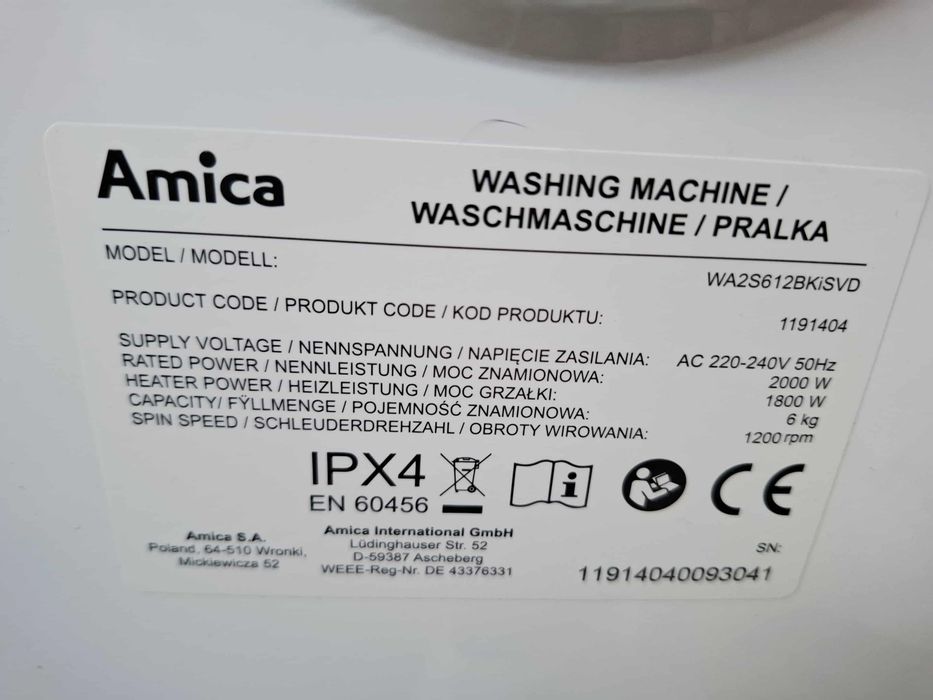 Amica
WASHING MACHINE /
WASCHMASCHINE / PRALKA
MODEL / MODELL: WA2S612BKiSVD
PRODUCT CODE / PRODUKT CODE / KOD PRODUKTU: 1191404
SUPPLY VOLTAGE / NENNSPANNUNG / NAPIĘCIE ZASILANIA: AC 220-240V 50Hz
RATED POWER / NENNLEISTUNG / MOC ZNAMIONOWA: 2000 W
HEATER POWER / HEIZLEISTUNG / MOC GRZAŁKI: 1800 W
CAPACITY/ FŸLLMENGE / POJEMNOŚĆ ZNAMIONOWA: 6 kg
SPIN SPEED / SCHLEUDERDREHZAHL / OBROTY WIROWANIA: 1200rpm
IPX4
EN 60456
CE
Amica S.A.
Poland, 64-510 Wronki,
Mickiewicza 52
Amica International GmbH
Lüdinghauser Str. 52
D-59387 Ascheberg
WEEE-Reg-Nr. DE 43376331
SN:
11914040093041